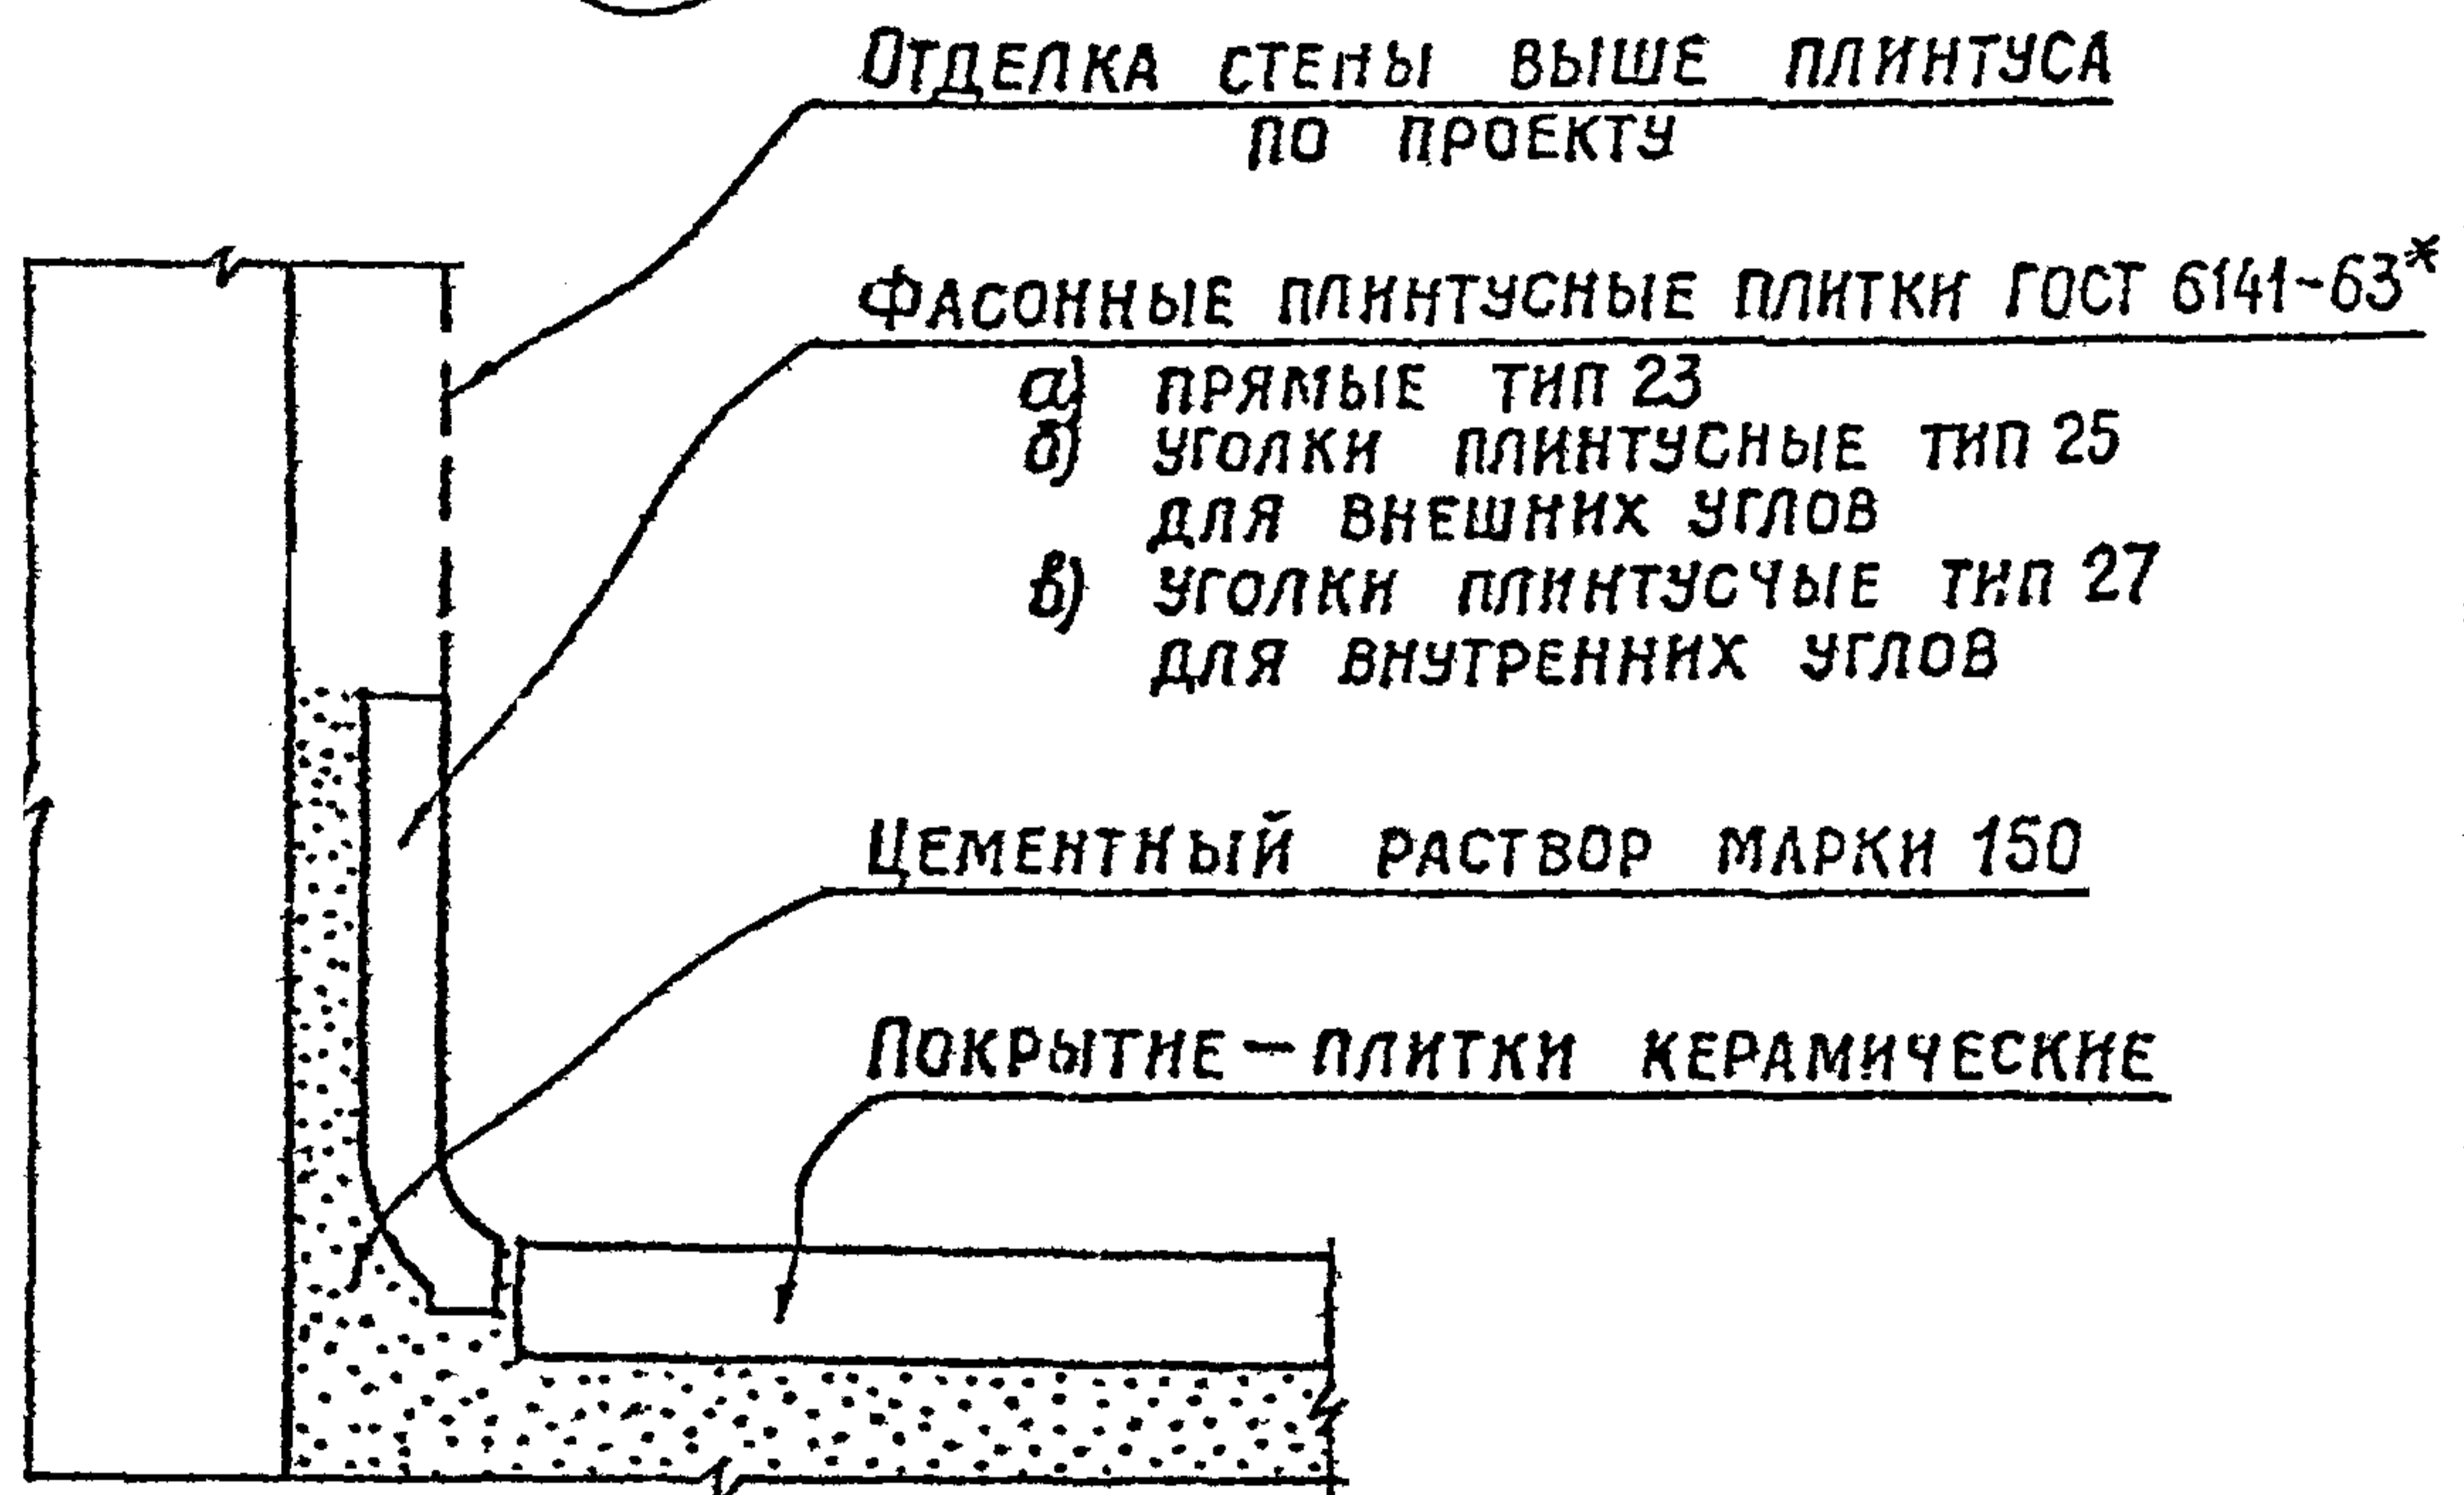 Отделка стены выше плинтуса
по проекту
Фасонные плинтусные плитки ГОСТ 6141-63*
а) прямые тип 23
б) уголки плинтусные тип 25
для внешних углов
в) уголки плинтусчые тип 27
для внутренних углов
Цементный раствор марки 150
Покрытие — плитки керамические